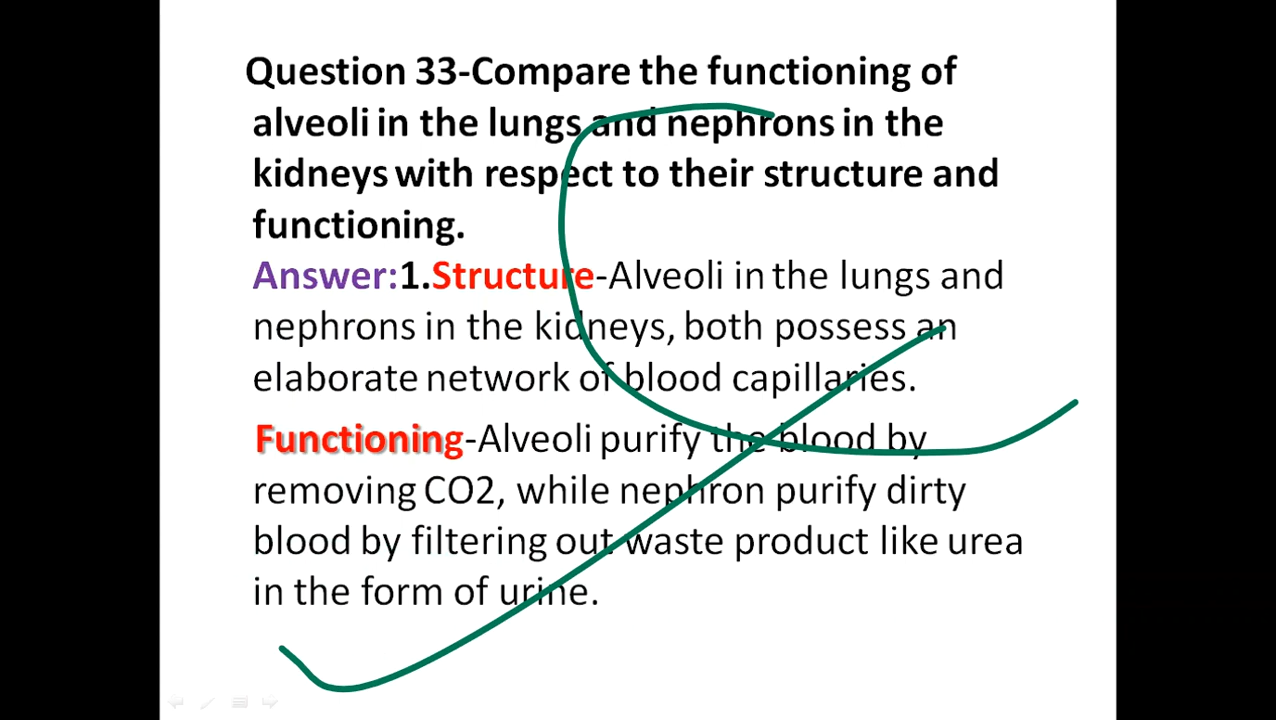 Question 33-Compare the functioning of
alveoli in the lungs and nephrons in the
kidneys with respect to their structure and
functioning.
Answer:1.Structure-Alveoli in the lungs and
nephrons in the kidneys, both possess an
elaborate network of blood capillaries.
Functioning-Alveoli purify the blood by
removing CO2, while nephron purify dirty
blood by filtering out waste product like urea
in the form of urine.